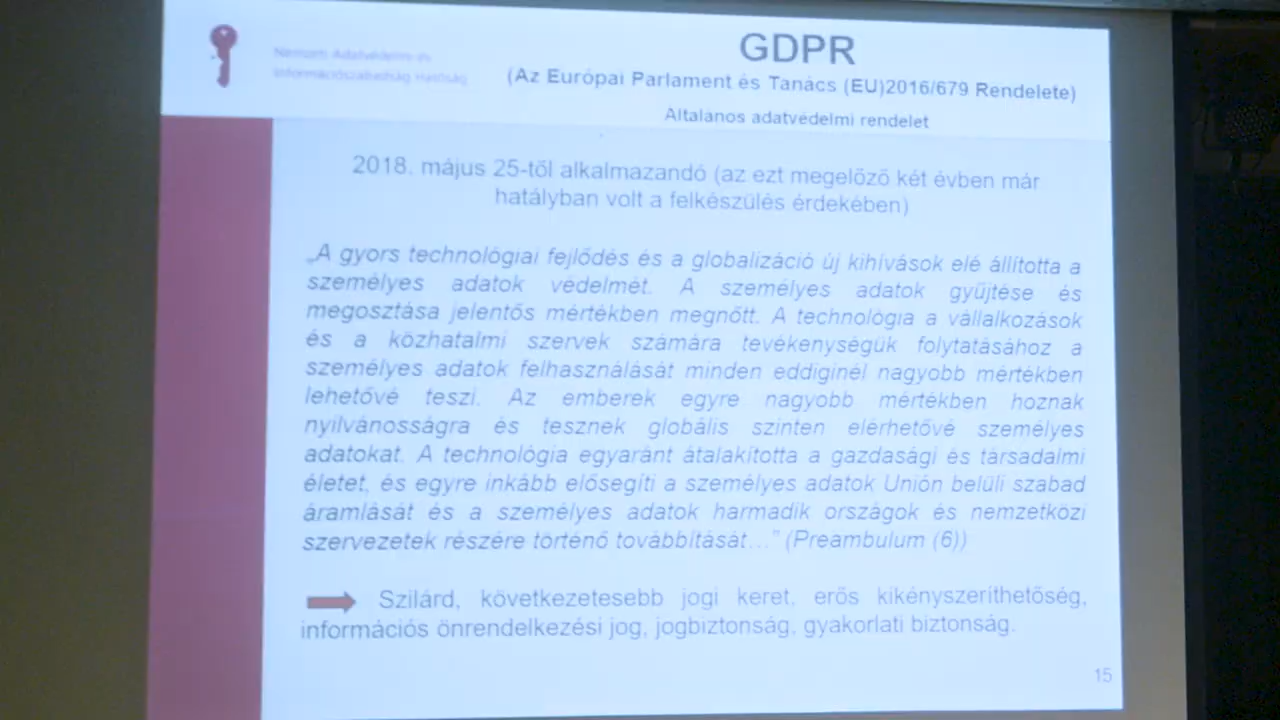 Nemzeti Adatvédelmi és
Információszabadság Hatóság
GDPR
(Az Európai Parlament és Tanács (EU)2016/679 Rendelete)
Általános adatvédelmi rendelet
2018. május 25-től alkalmazandó (az ezt megelőző két évben már
hatályban volt a felkészülés érdekében)
„A gyors technológiai fejlődés és a globalizáció új kihívások elé állította a
személyes adatok védelmét. A személyes adatok gyűjtése és
megosztása jelentős mértékben megnőtt. A technológia a vállalkozások
és a közhatalmi szervek számára tevékenységük folytatásához a
személyes adatok felhasználását minden eddiginél nagyobb mértékben
lehetővé teszi. Az emberek egyre nagyobb mértékben hoznak
nyilvánosságra és tesznek globális szinten elérhetővé személyes
adatokat. A technológia egyaránt átalakította a gazdasági és társadalmi
életet, és egyre inkább elősegíti a személyes adatok Unión belüli szabad
áramlását és a személyes adatok harmadik országok és nemzetközi
szervezetek részére történő továbbítását…” (Preambulum (6))
Szilárd, következetesebb jogi keret, erős kikényszeríthetőség,
információs önrendelkezési jog, jogbiztonság, gyakorlati biztonság.
15